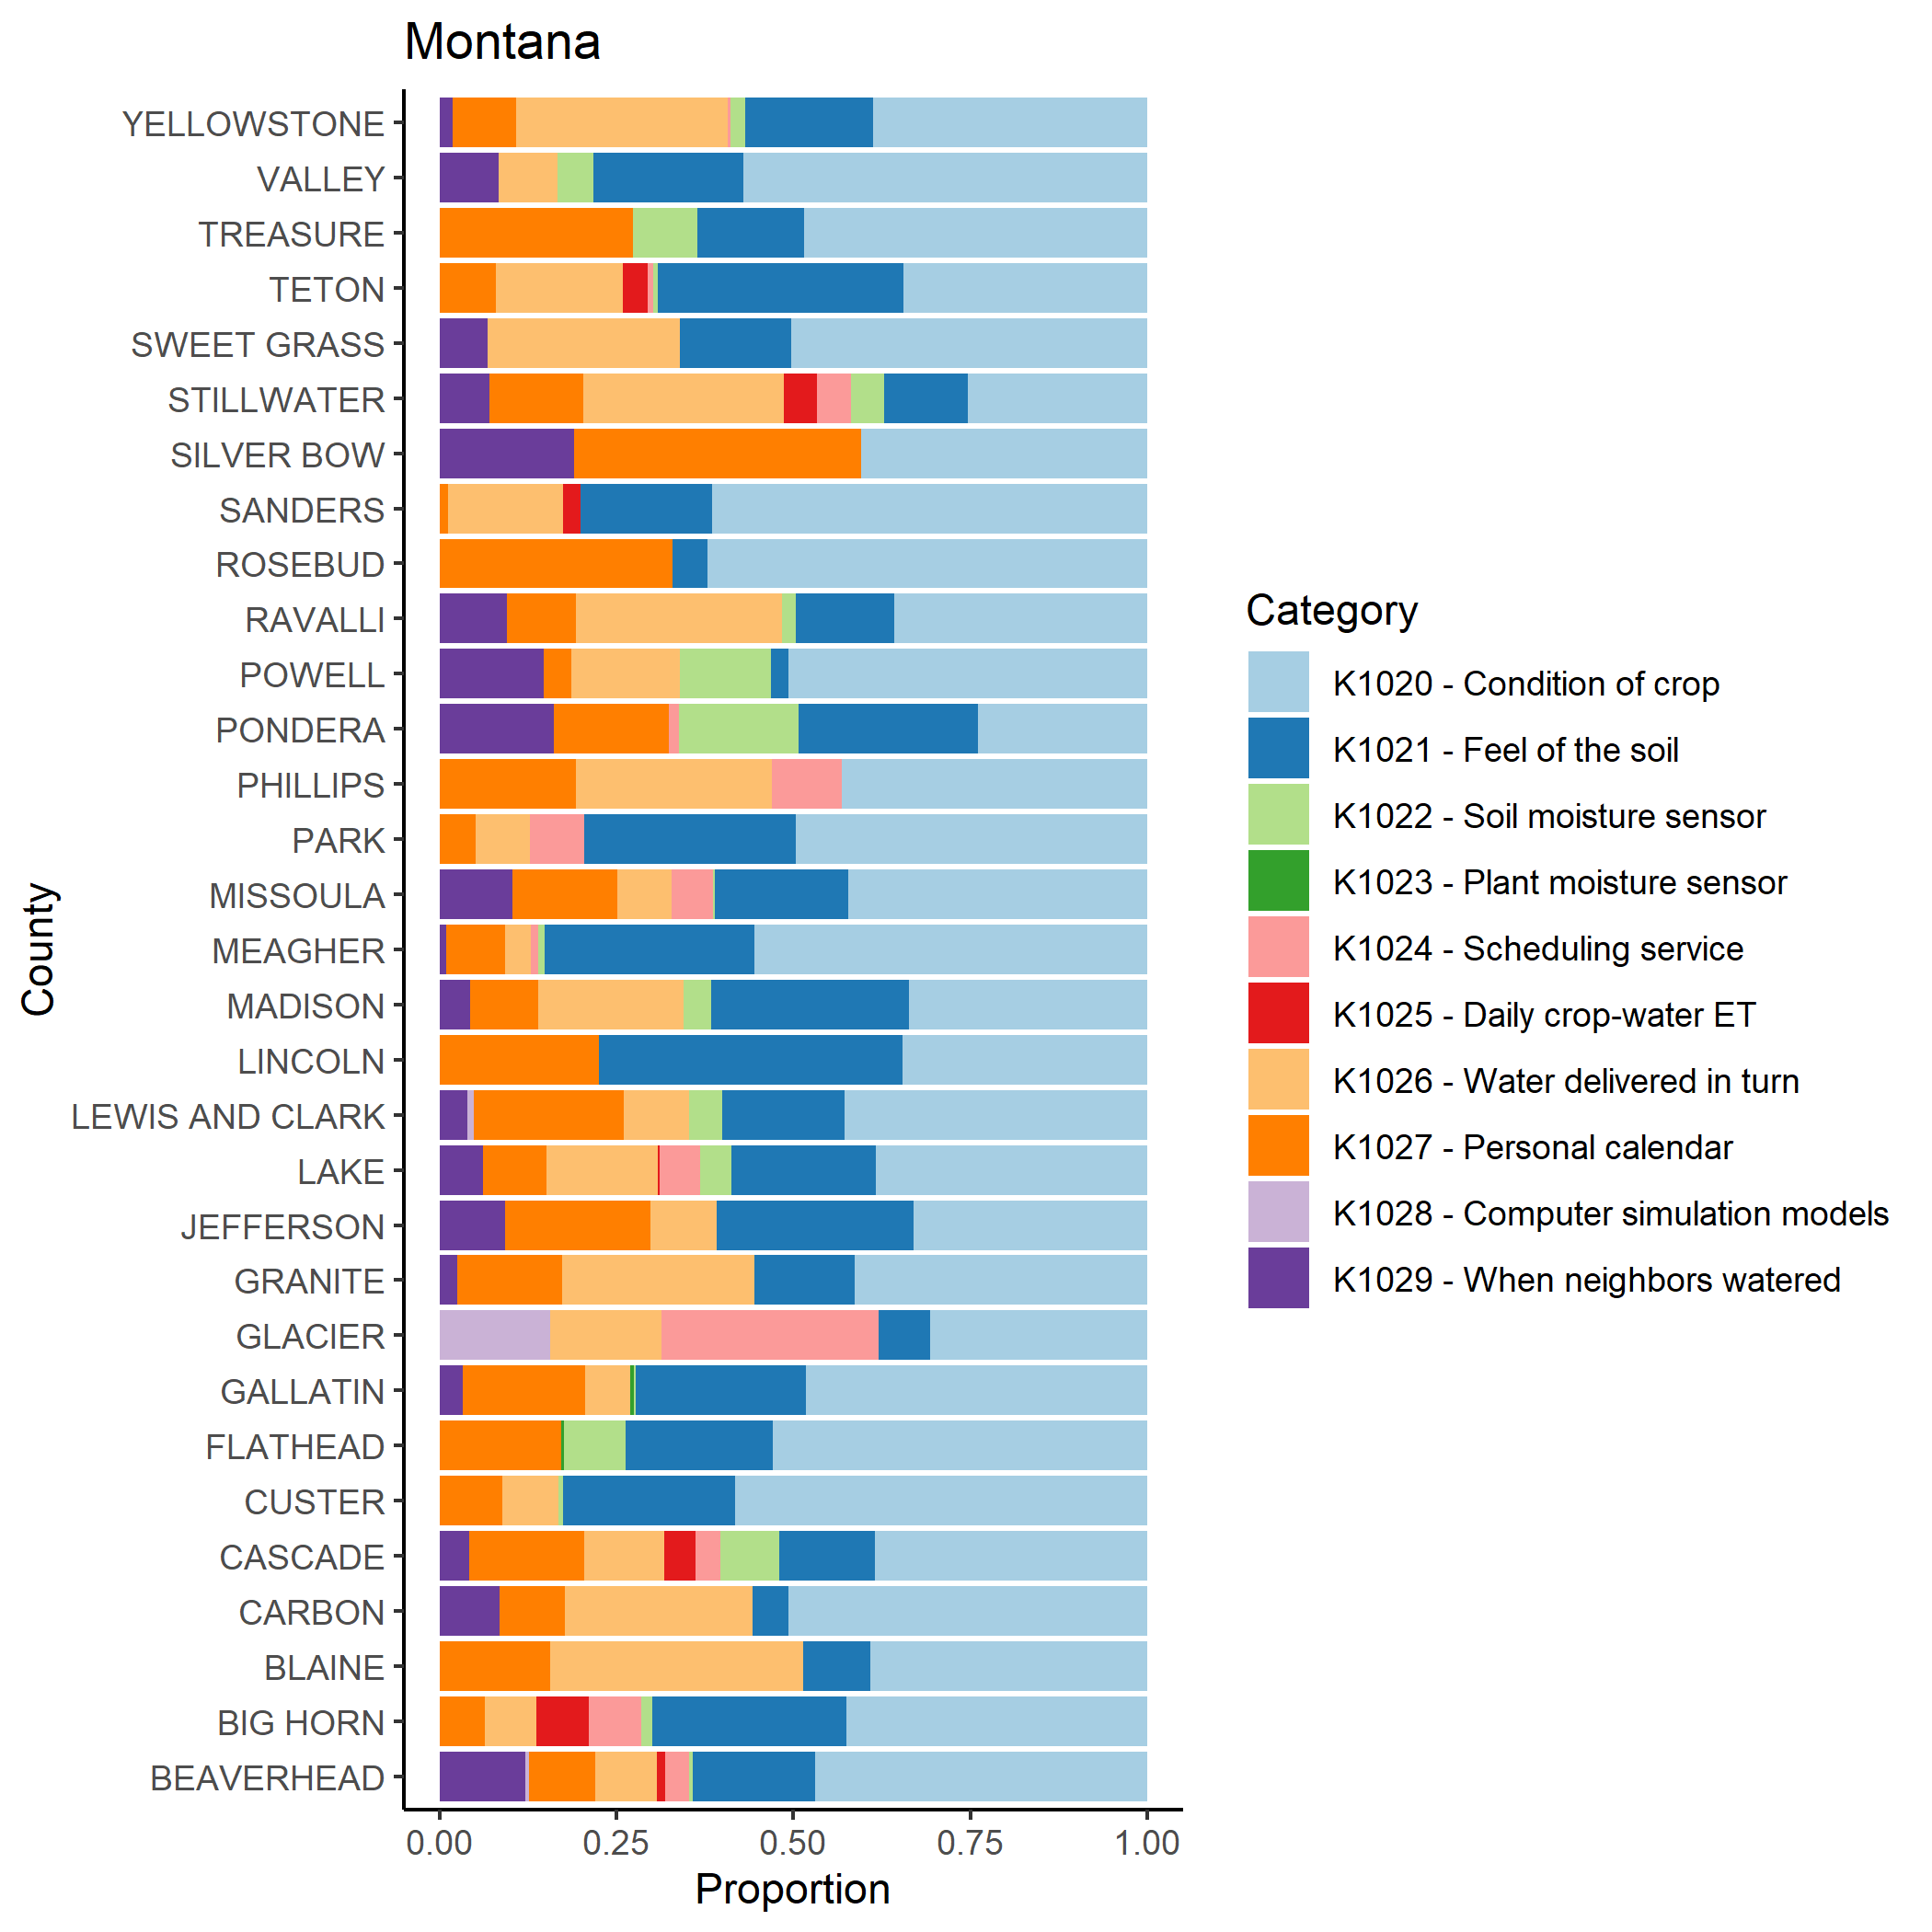 Montana
YELLOWSTONE
VALLEY
TREASURE
TETON
SWEET GRASS
STILLWATER
SILVER BOW
SANDERS
ROSEBUD
RAVALLI
POWELL
PONDERA
PHILLIPS
PARK
MISSOULA
MEAGHER
MADISON
LINCOLN
LEWIS AND CLARK
LAKE
JEFFERSON
GRANITE
GLACIER
GALLATIN
FLATHEAD
CUSTER
CASCADE
CARBON
BLAINE
BIG HORN
BEAVERHEAD
County
0.00 0.25 0.50 0.75 1.00
Proportion
Category
K1020 - Condition of crop
K1021 - Feel of the soil
K1022 - Soil moisture sensor
K1023 - Plant moisture sensor
K1024 - Scheduling service
K1025 - Daily crop-water ET
K1026 - Water delivered in turn
K1027 - Personal calendar
K1028 - Computer simulation models
K1029 - When neighbors watered